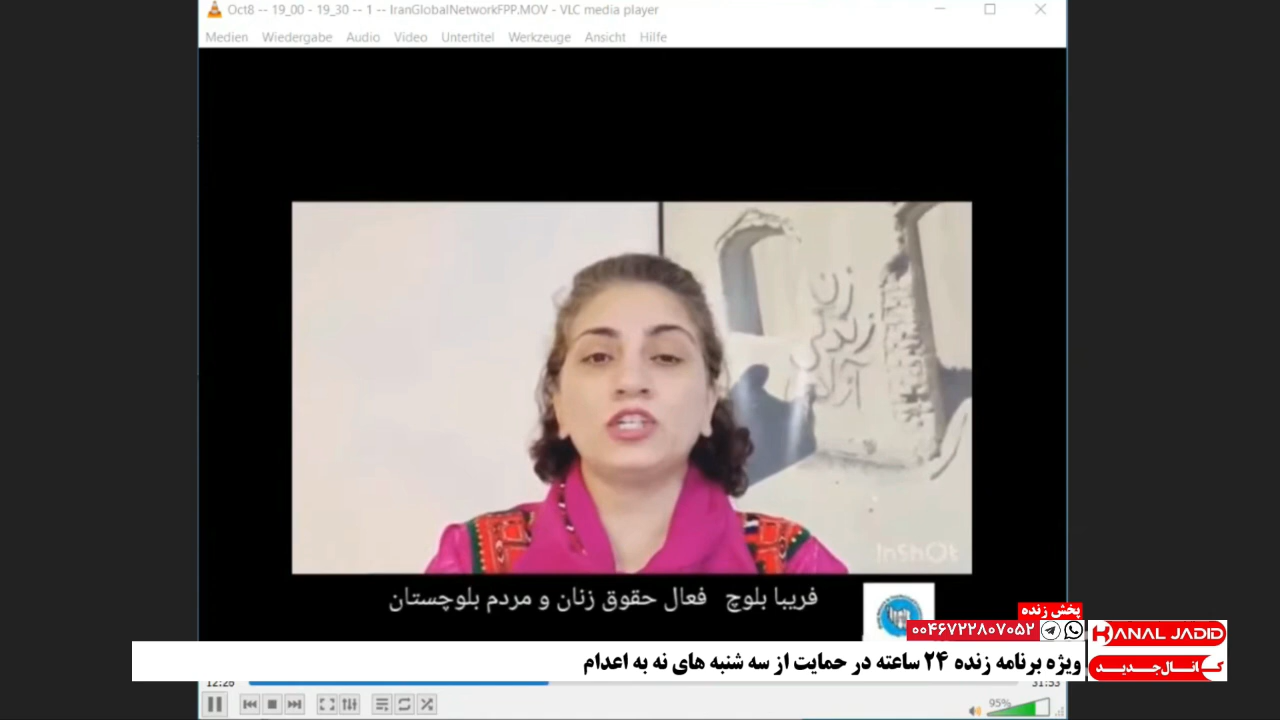 Oct8 -- 19_00 - 19_30 -- 1 -- IranGlobalNetworkFPP.MOV - VLC media player
Medien Wiedergabe Audio Video Untertitel Werkzeuge Ansicht Hilfe
زن
زندگی
آزادی
InShOt
فریبا بلوچ فعال حقوق زنان و مردم بلوچستان
پخش زنده
۰۰۴۶۷۲۲۸۰۷۰۵۲
KANAL JADID
کانال جدید
ویژه برنامه زنده ۲۴ ساعته در حمایت از سه شنبه های نه به اعدام
12:26
31:53
95%